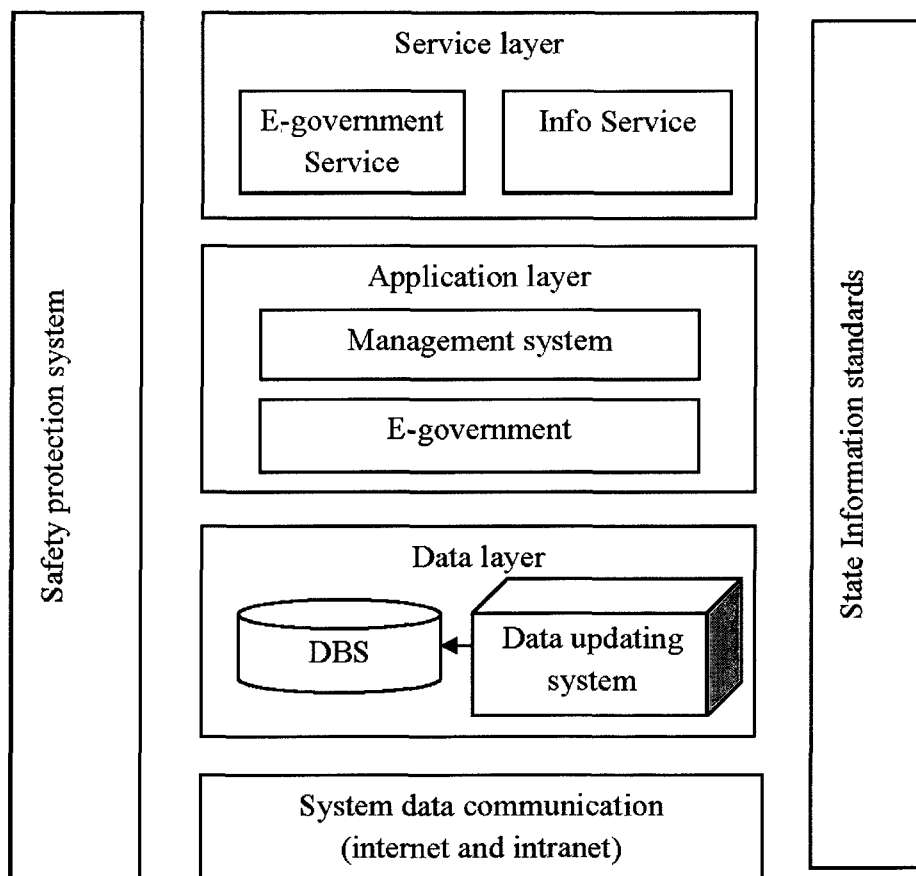 Safety protection system
Service layer
E-government
Service
Info Service
Application layer
Management system
E-government
Data layer
DBS
Data updating
system
System data communication
(internet and intranet)
State Information standards